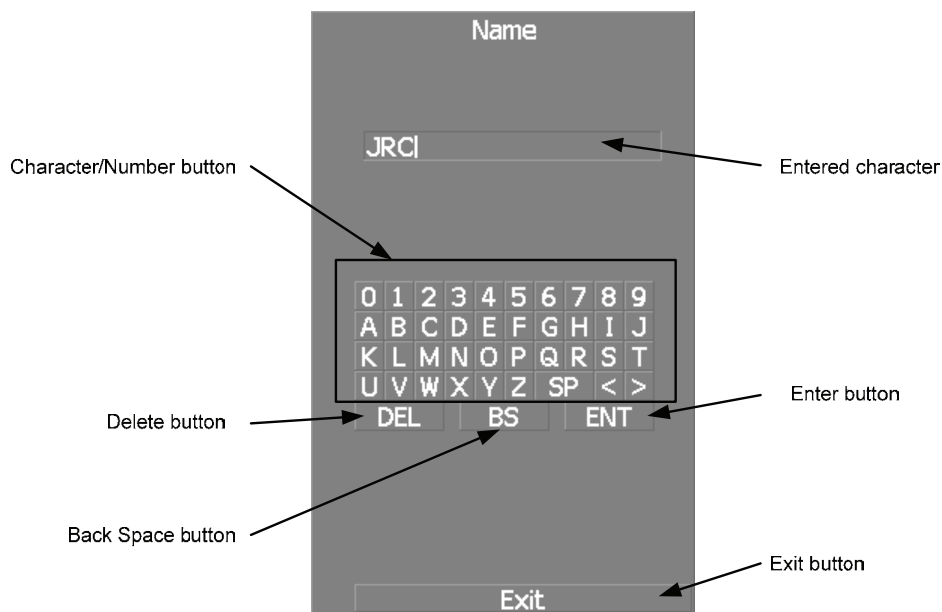 Name
JRC
Character/Number button
Entered character
0 1 2 3 4 5 6 7 8 9
A B C D E F G H I J
K L M N O P Q R S T
U V W X Y Z SP < >
Enter button
DEL BS ENT
Delete button
Back Space button
Exit button
Exit